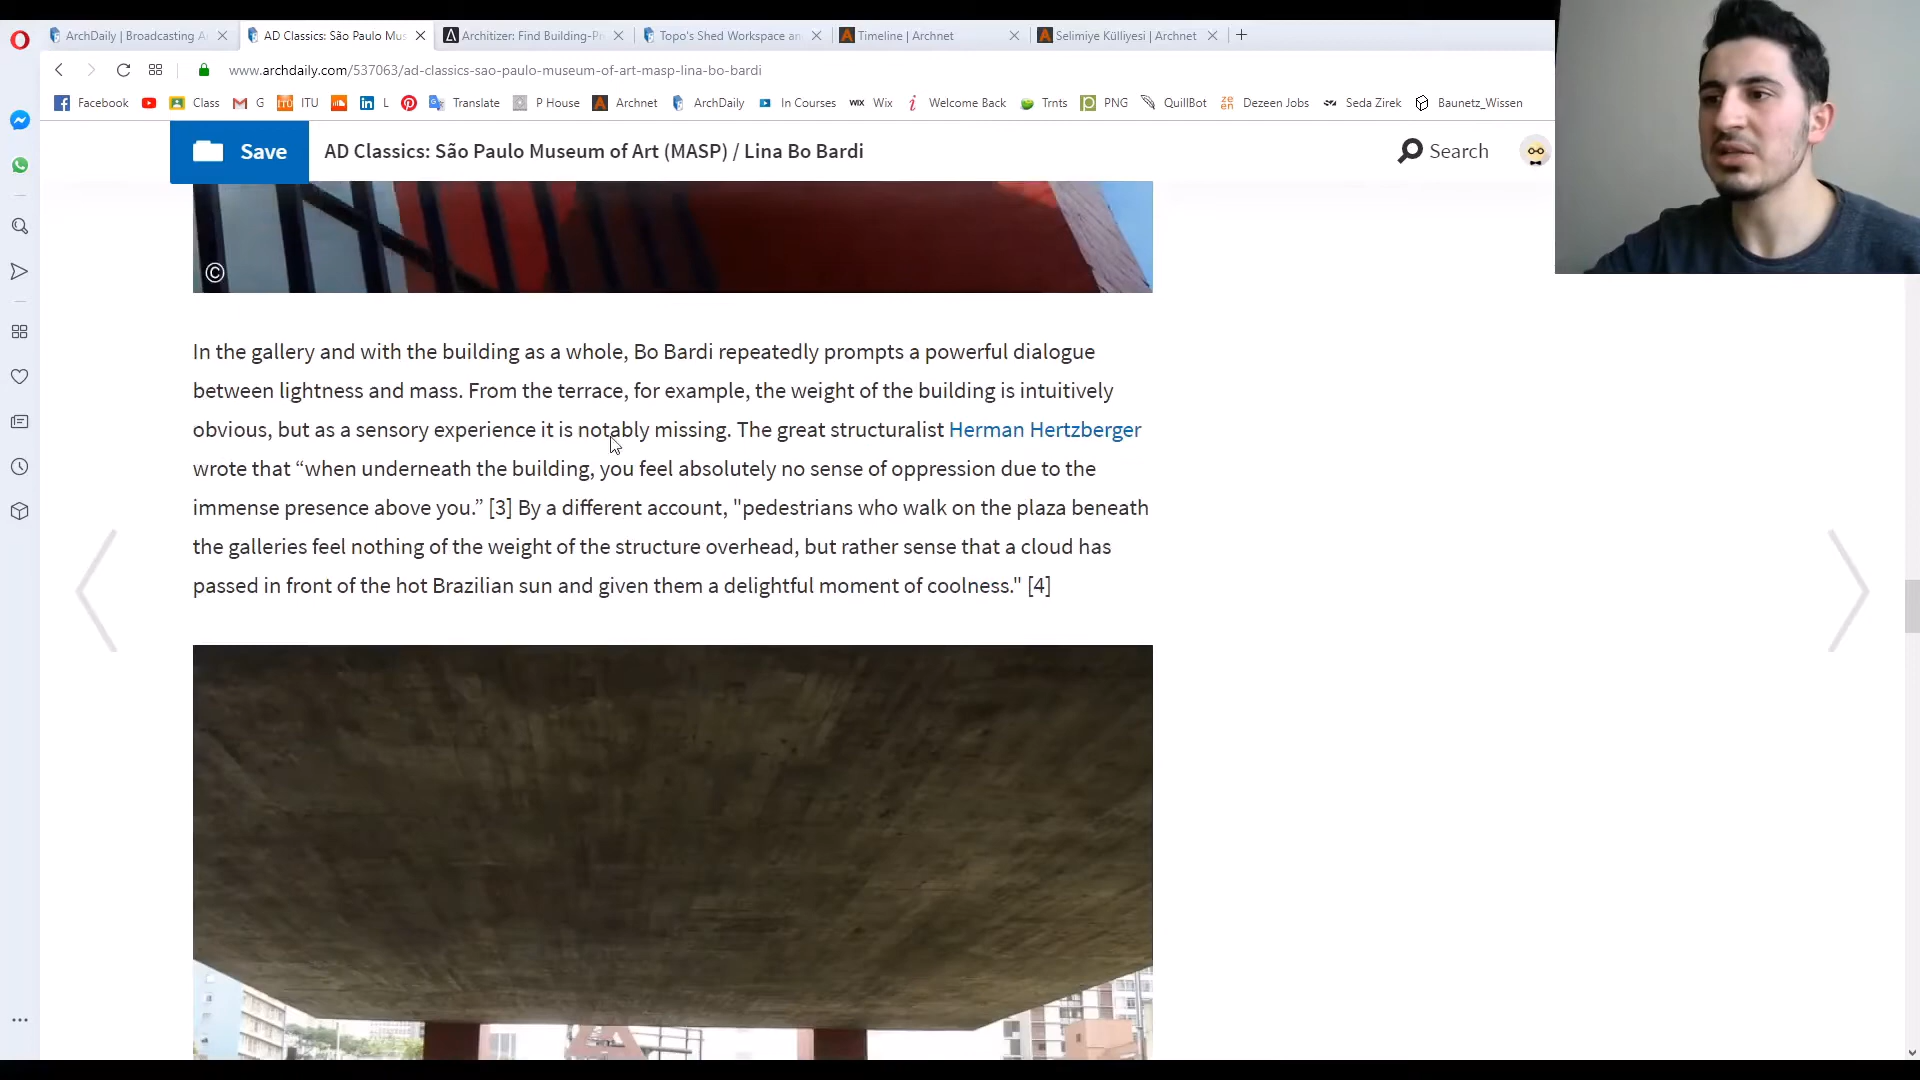 ArchDaily | Broadcasting A
AD Classics: São Paulo Mus
Architizer: Find Building-Pr
Topo's Shed Workspace an
Timeline | Archnet
Selimiye Külliyesi | Archnet
www.archdaily.com/537063/ad-classics-sao-paulo-museum-of-art-masp-lina-bo-bardi
Facebook Class G ITU L Translate P House Archnet ArchDaily In Courses Wix Welcome Back Trnts PNG QuillBot Dezeen Jobs Seda Zirek Baunetz_Wissen
Save AD Classics: São Paulo Museum of Art (MASP) / Lina Bo Bardi Search
©
In the gallery and with the building as a whole, Bo Bardi repeatedly prompts a powerful dialogue
between lightness and mass. From the terrace, for example, the weight of the building is intuitively
obvious, but as a sensory experience it is notably missing. The great structuralist Herman Hertzberger
wrote that “when underneath the building, you feel absolutely no sense of oppression due to the
immense presence above you.” [3] By a different account, "pedestrians who walk on the plaza beneath
the galleries feel nothing of the weight of the structure overhead, but rather sense that a cloud has
passed in front of the hot Brazilian sun and given them a delightful moment of coolness." [4]